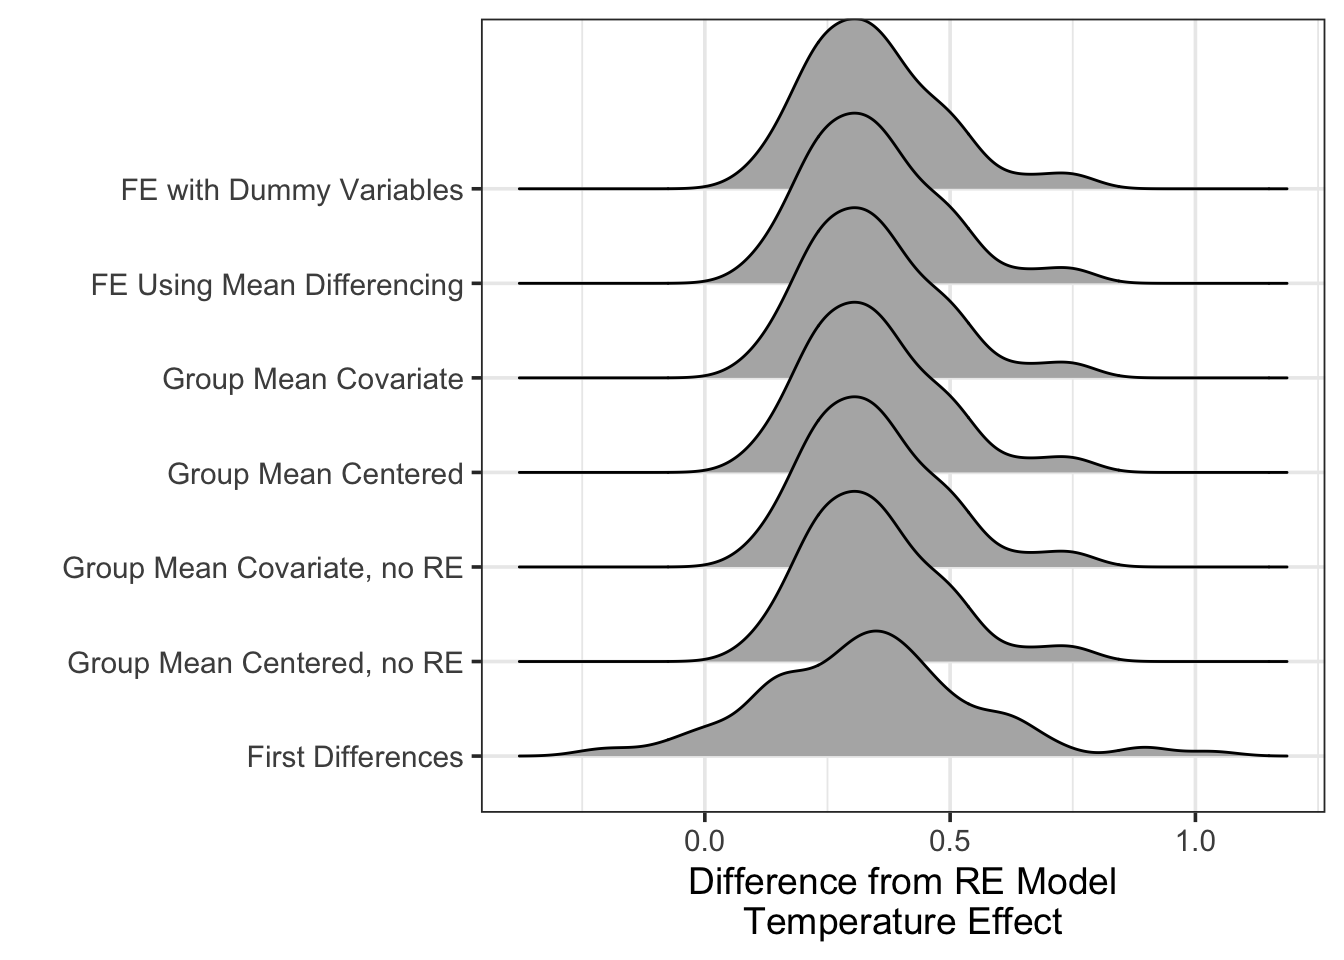 FE with Dummy Variables
FE Using Mean Differencing
Group Mean Covariate
Group Mean Centered
Group Mean Covariate, no RE
Group Mean Centered, no RE
First Differences
0.0 0.5 1.0
Difference from RE Model
Temperature Effect